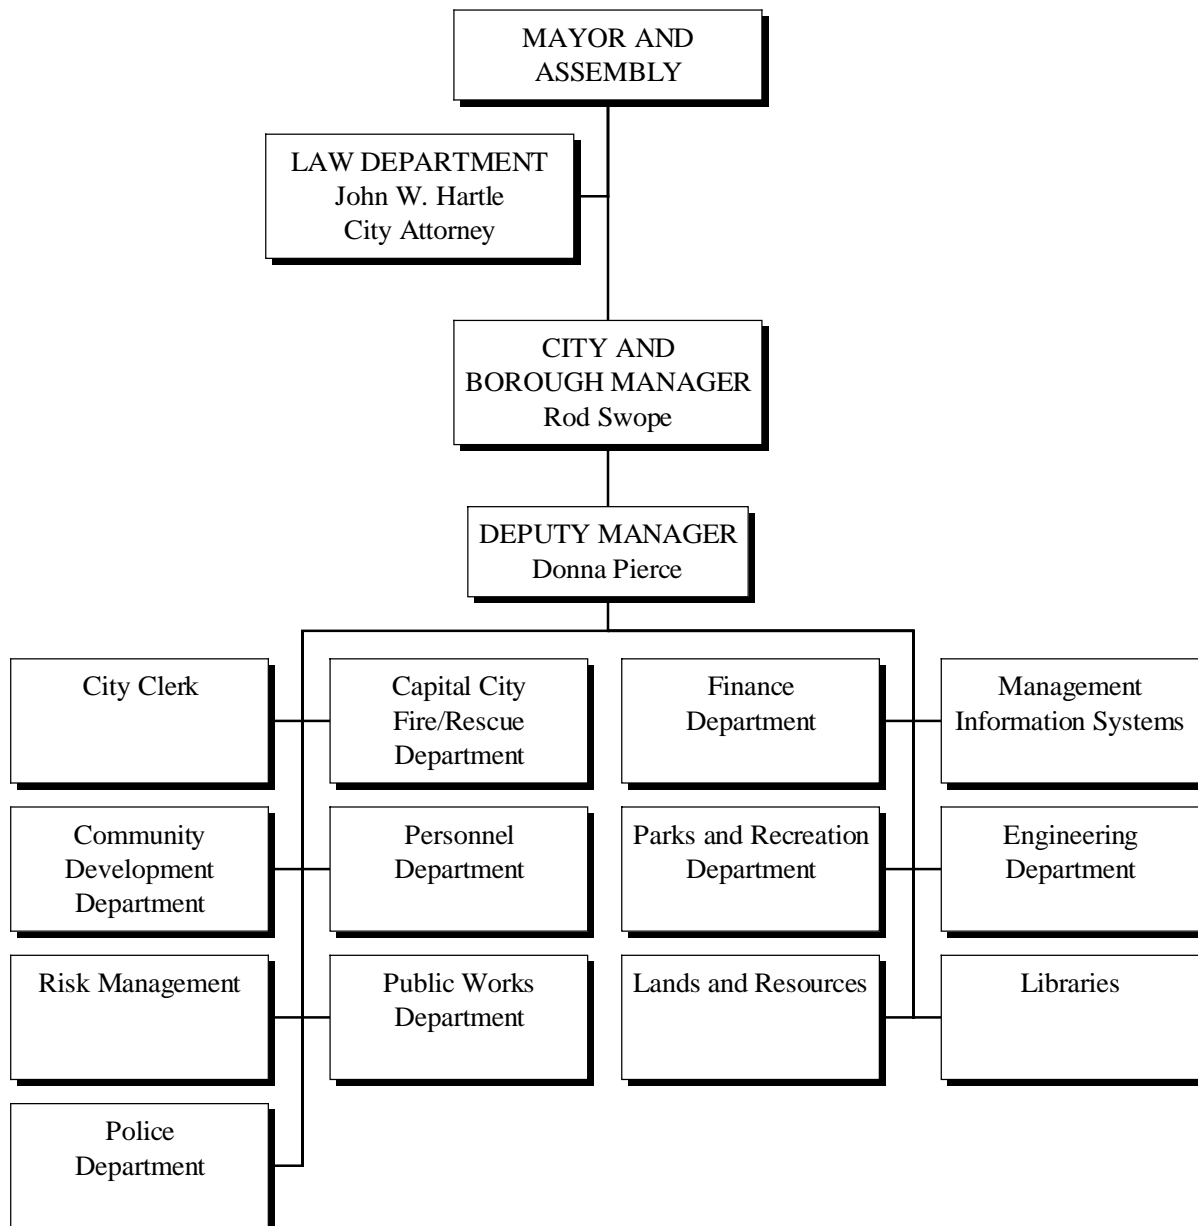 MAYOR AND
ASSEMBLY
LAW DEPARTMENT
John W. Hartle
City Attorney
CITY AND
BOROUGH MANAGER
Rod Swope
DEPUTY MANAGER
Donna Pierce
City Clerk
Capital City
Fire/Rescue
Department
Finance
Department
Management
Information Systems
Community
Development
Department
Personnel
Department
Parks and Recreation
Department
Engineering
Department
Risk Management
Public Works
Department
Lands and Resources
Libraries
Police
Department